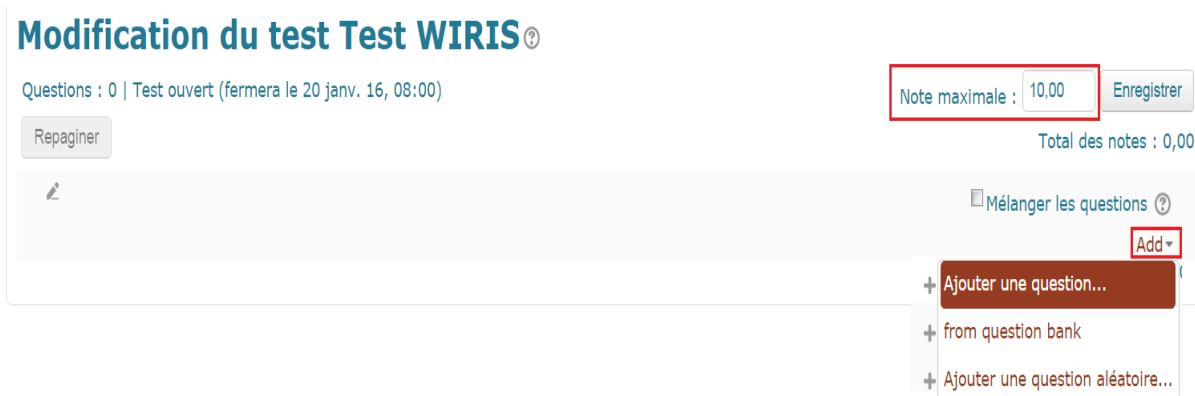 Modification du test Test WIRIS
Questions : 0 | Test ouvert (fermera le 20 janv. 16, 08:00)
Note maximale : 10,00 Enregistrer
Repaginer
Total des notes : 0,00
Mélanger les questions
Add
Ajouter une question...
from question bank
Ajouter une question aléatoire...